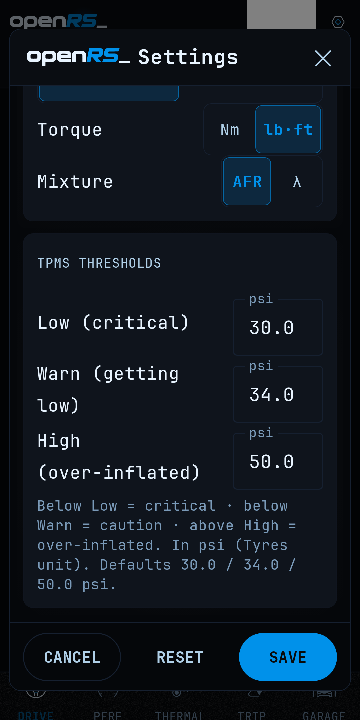 openRS_
openRS_ Settings
Torque
Nm
lb·ft
Mixture
AFR
λ
TPMS THRESHOLDS
psi
Low (critical)
30.0
psi
Warn (getting
low)
34.0
psi
High
(over-inflated)
50.0
Below Low = critical · below
Warn = caution · above High =
over-inflated. In psi (Tyres
unit). Defaults 30.0 / 34.0 /
50.0 psi.
CANCEL
RESET
SAVE
DRIVE
PERF
THERMAL
TRIP
GARAGE